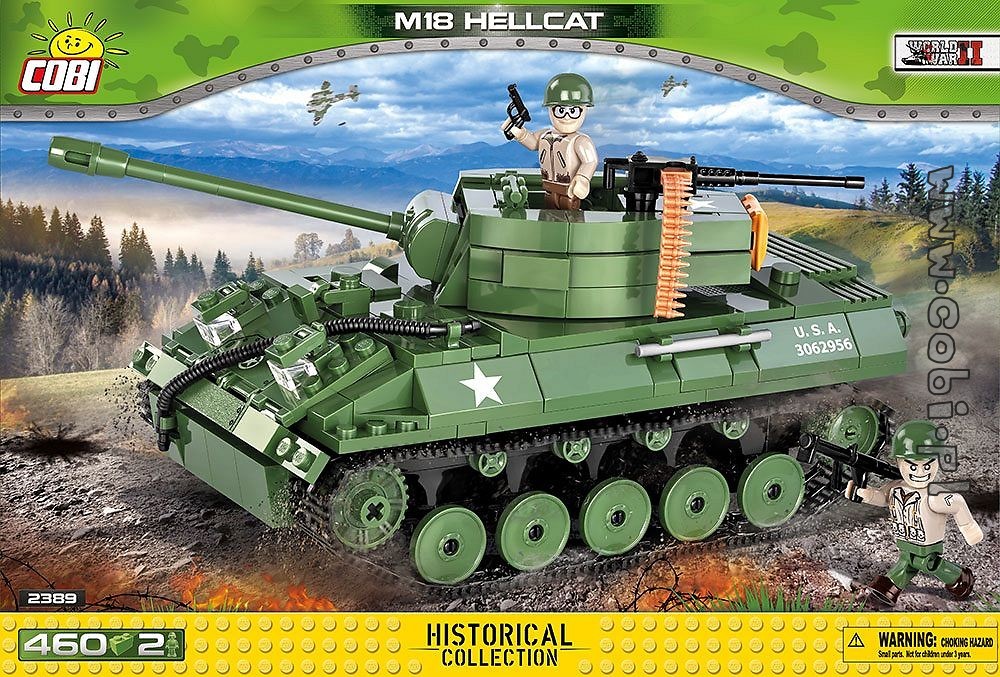 M18 HELLCAT
COBI
WORLD WAR II
U.S.A.
3062956
www.cobi.pl
2389
460 2
HISTORICAL
COLLECTION
WARNING: CHOKING HAZARD
Small parts. Not for children under 3 years.